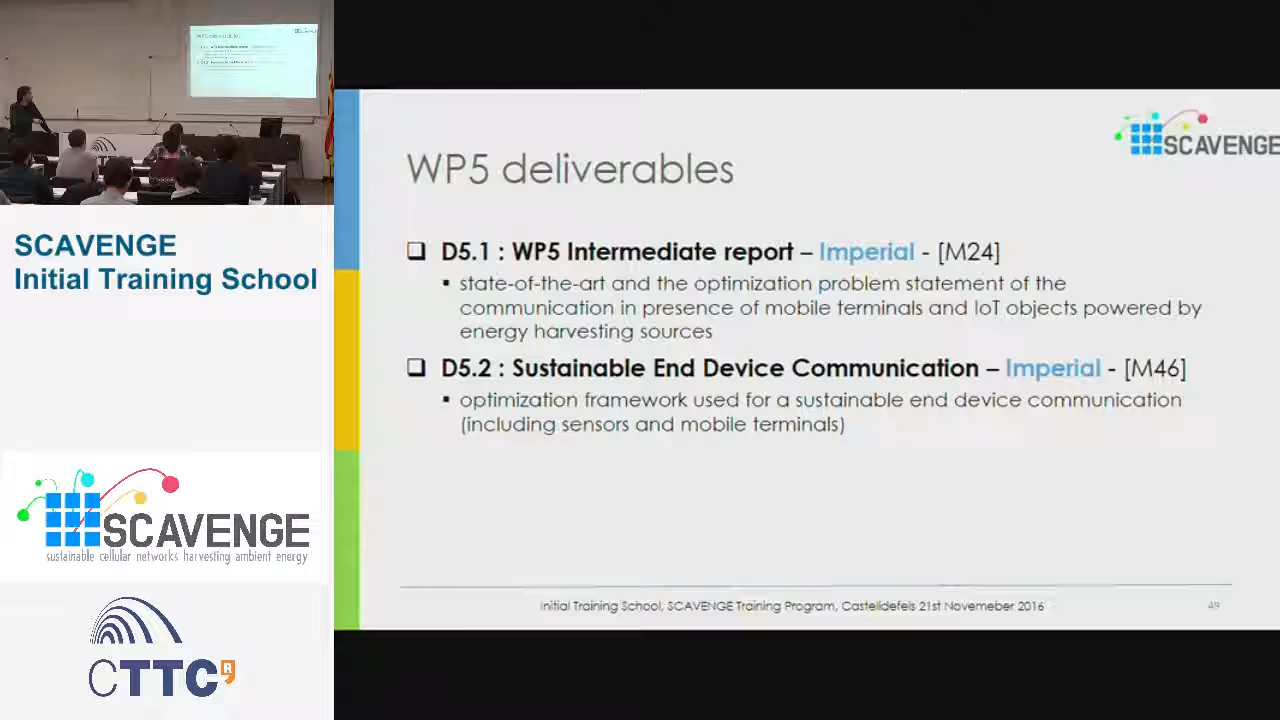 SCAVENGE
Initial Training School
SCAVENGE
sustainable cellular networks harvesting ambient energy
CTTC R
SCAVENGE
WP5 deliverables
D5.1 : WP5 Intermediate report – Imperial - [M24]
state-of-the-art and the optimization problem statement of the
communication in presence of mobile terminals and IoT objects powered by
energy harvesting sources
D5.2 : Sustainable End Device Communication – Imperial - [M46]
optimization framework used for a sustainable end device communication
(including sensors and mobile terminals)
Initial Training School, SCAVENGE Training Program, Castelldefels 21st Novemeber 2016
49